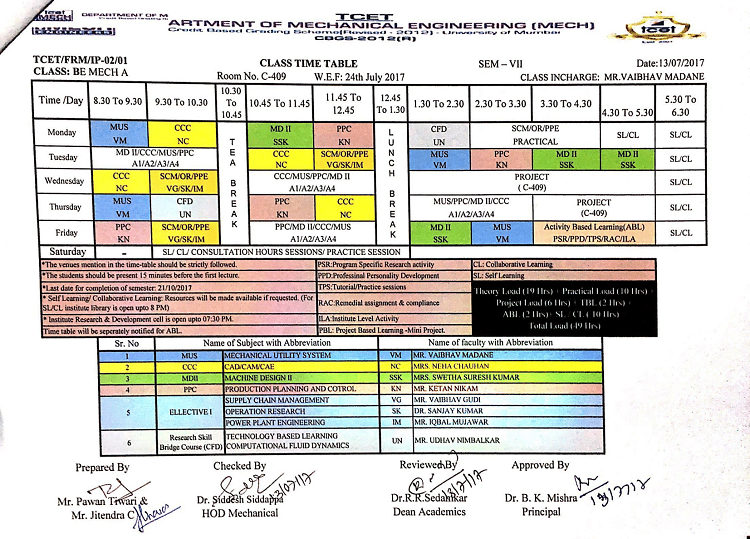 TCET
DEPARTMENT OF M
ARTMENT OF MECHANICAL ENGINEERING (MECH)
Credit Based Grading Scheme[Revised - 2012] - University of Mumbai
CBGS-2012(R)
tcet
TCET/FRM/IP-02/01 CLASS TIME TABLE SEM – VII Date:13/07/2017
CLASS: BE MECH A Room No. C-409 W.E.F: 24th July 2017 CLASS INCHARGE: MR.VAIBHAV MADANE
Time /Day 8.30 To 9.30 9.30 To 10.30 10.30 To 10.45 10.45 To 11.45 11.45 To 12.45 12.45 To 1.30 1.30 To 2.30 2.30 To 3.30 3.30 To 4.30 4.30 To 5.30 5.30 To 6.30
TEA BREAK
LUNCH BREAK
Monday MUS CCC MD II PPC CFD SCM/OR/PPE SL/CL SL/CL
VM NC SSK KN UN PRACTICAL
Tuesday MD II/CCC/MUS/PPC CCC SCM/OR/PPE MUS PPC MD II MD II SL/CL
A1/A2/A3/A4 NC VG/SK/IM VM KN SSK SSK
Wednesday CCC SCM/OR/PPE CCC/MUS/PPC/MD II PROJECT SL/CL
NC VG/SK/IM A1/A2/A3/A4 ( C-409)
Thursday MUS CFD PPC CCC MUS/PPC/MD II/CCC PROJECT SL/CL
VM UN KN NC A1/A2/A3/A4 (C-409)
Friday PPC SCM/OR/PPE PPC/MD II/CCC/MUS MD II MUS Activity Based Learning(ABL) SL/CL
KN VG/SK/IM A1/A2/A3/A4 SSK VM PSR/PPD/TPS/RAC/ILA
Saturday – SL/ CL/ CONSULTATION HOURS SESSIONS/ PRACTICE SESSION
*The venues mention in the time-table should be strictly followed.
*The students should be present 15 minutes before the first lecture.
*Last date for completion of semester: 21/10/2017
* Self Learning/ Collaborative Learning: Resources will be made available if requested. (For
SL/CL institute library is open upto 8 PM)
* Institute Research & Development cell is open upto 07:30 PM.
Time table will be seperately notified for ABL.
PSR:Program Specific Research activity
PPD:Professional Personality Development
TPS:Tutorial/Practice sessions
RAC:Remedial assignment & compliance
ILA:Institute Level Activity
PBL: Project Based Learning -Mini Project.
CL: Collaborative Learning
SL: Self Learning
Theory Load (19 Hrs) + Practical Load (10 Hrs) +
Project Load (6 Hrs) + TBL (2 Hrs) +
ABL (2 Hrs)+ SL / CL ( 10 Hrs)
Total Load (49 Hrs)
Sr. No Name of Subject with Abbreviation Name of faculty with Abbreviation
1 MUS MECHANICAL UTILITY SYSTEM VM MR. VAIBHAV MADANE
2 CCC CAD/CAM/CAE NC MRS. NEHA CHAUHAN
3 MDII MACHINE DESIGN II SSK MRS. SWETHA SURESH KUMAR
4 PPC PRODUCTION PLANNING AND COTROL KN MR. KETAN NIKAM
5 ELLECTIVE I SUPPLY CHAIN MANAGEMENT VG MR. VAIBHAV GUDI
OPERATION RESEARCH SK DR. SANJAY KUMAR
POWER PLANT ENGINEERING IM MR. IQBAL MUJAWAR
6 Research Skill Bridge Course (CFD) TECHNOLOGY BASED LEARNING COMPUTATIONAL FLUID DYNAMICS UN MR. UDHAV NIMBALKAR
Prepared By Checked By Reviewed By Approved By
13/07/17 13/7/17 13/7/17
Mr. Pawan Tiwari & Dr. Siddesh Siddappa Dr.R.R.Sedamkar Dr. B. K. Mishra
Mr. Jitendra C HOD Mechanical Dean Academics Principal